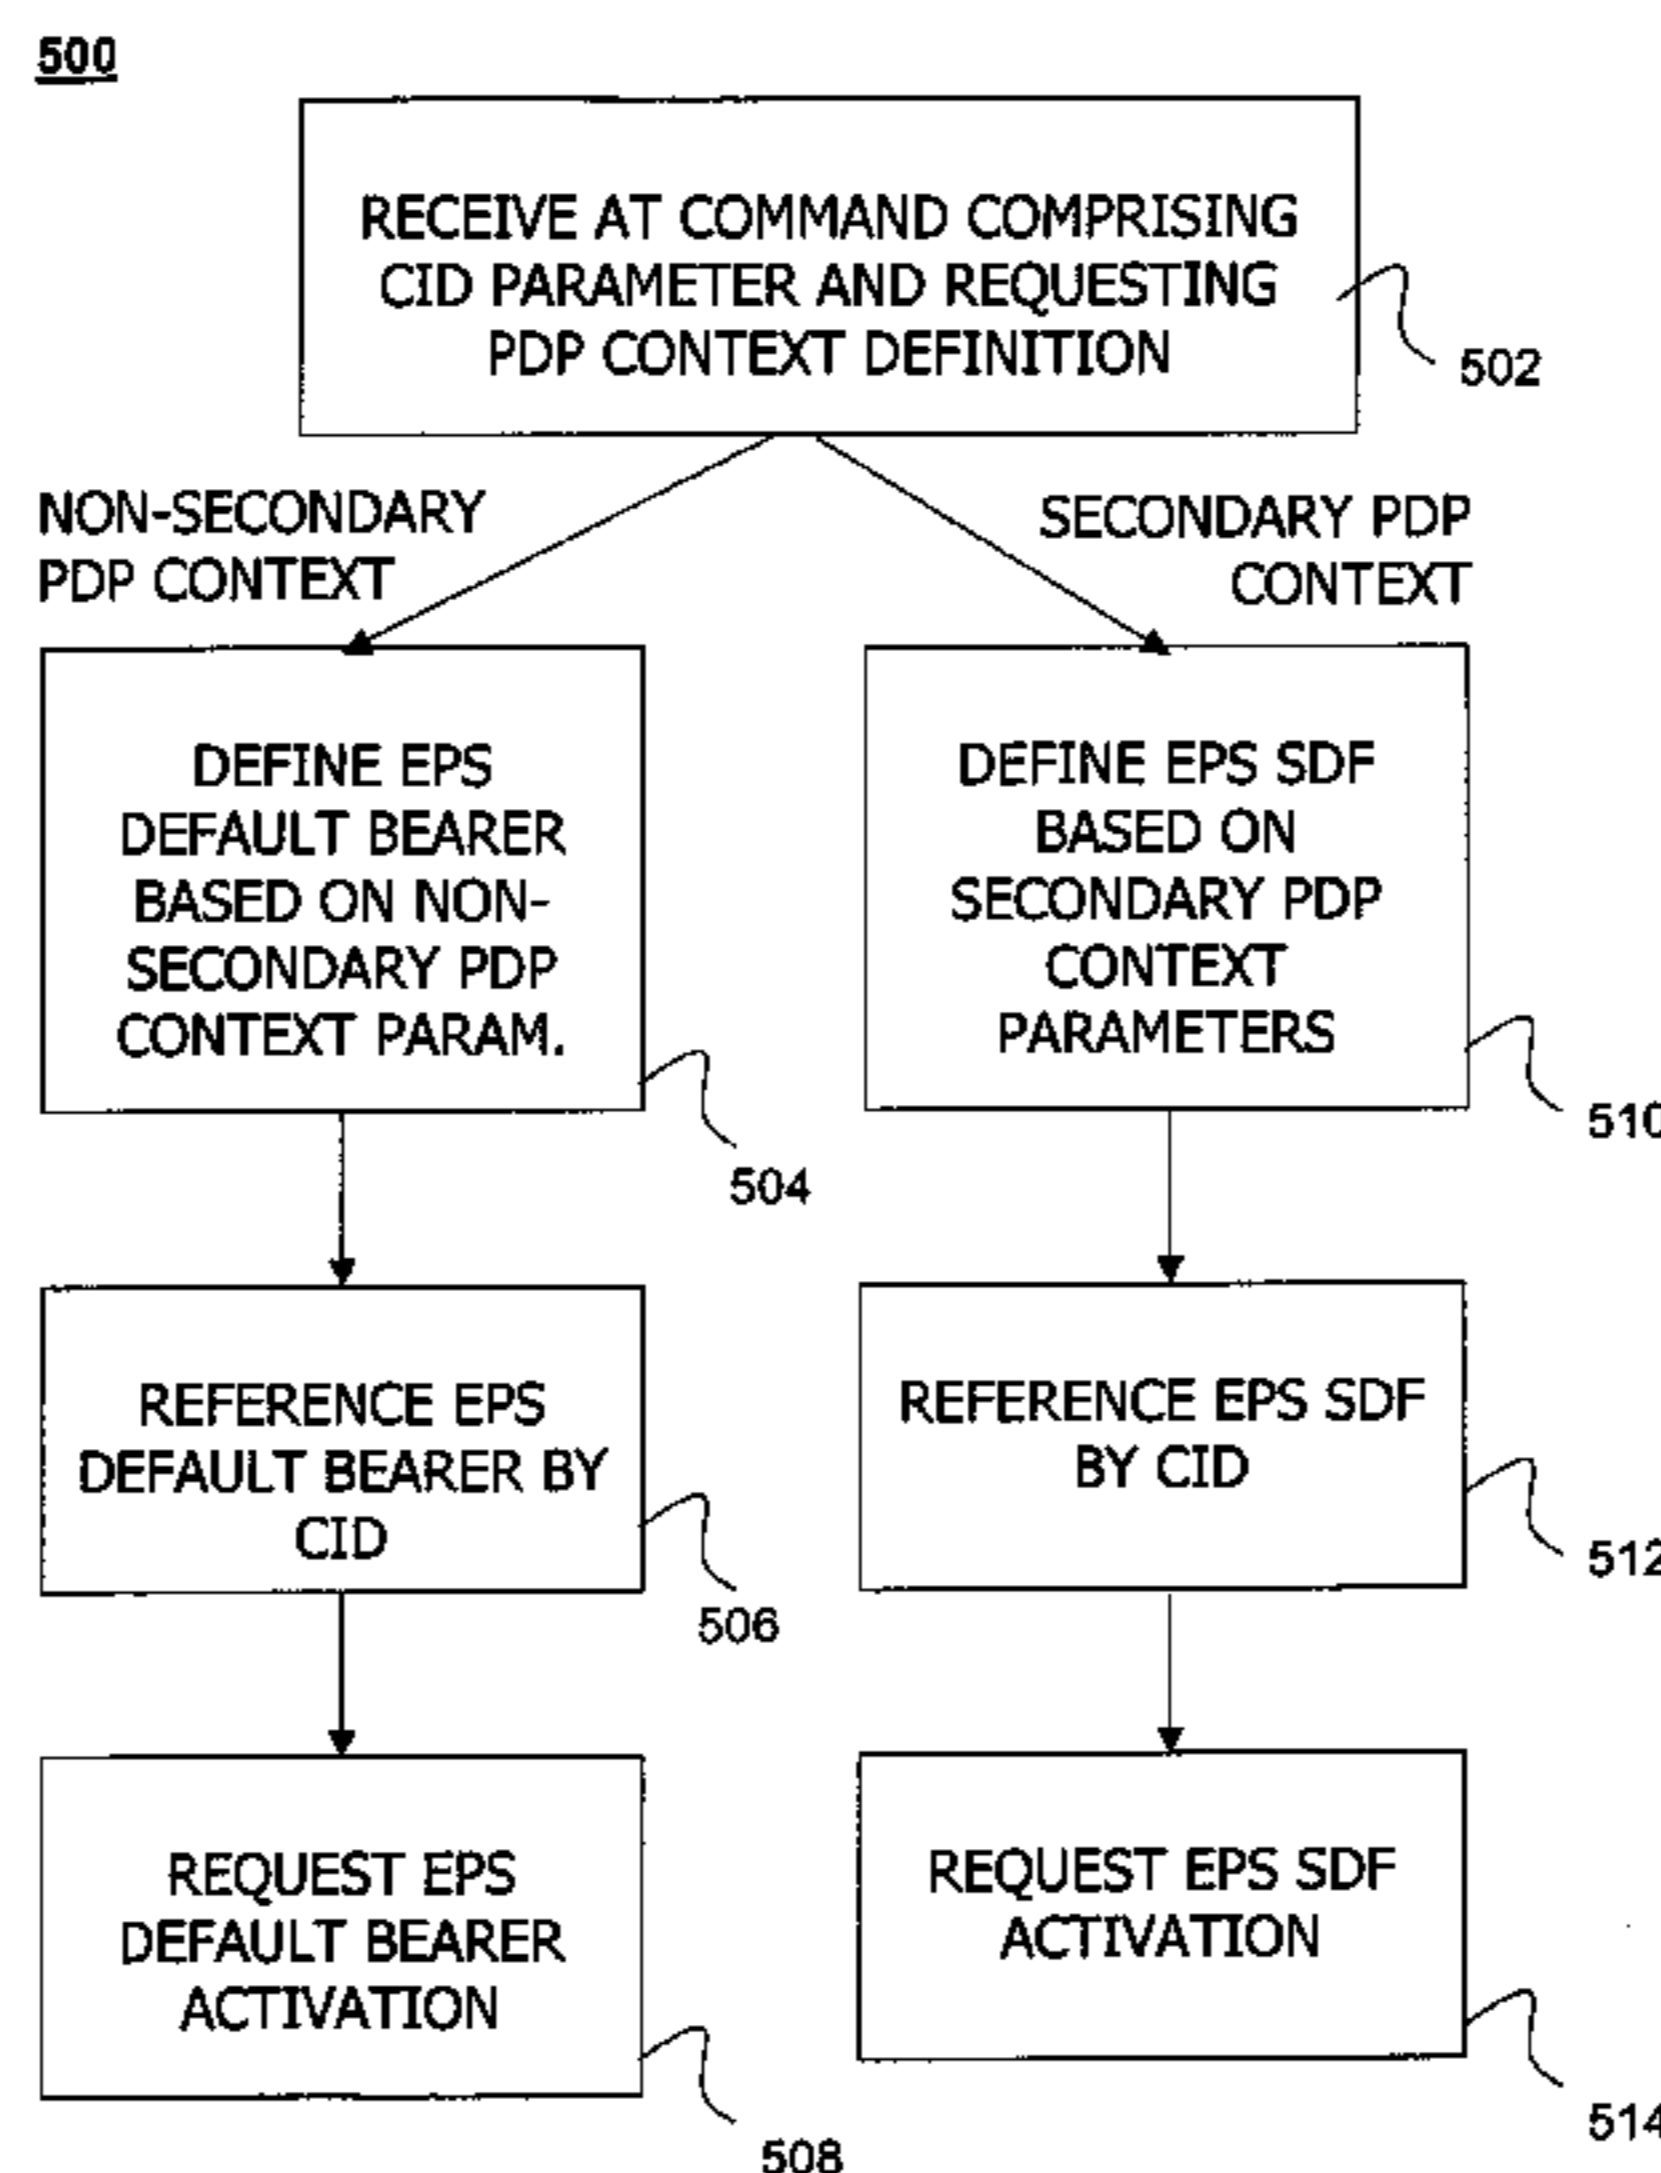 500
RECEIVE AT COMMAND COMPRISING
CID PARAMETER AND REQUESTING
PDP CONTEXT DEFINITION
502
NON-SECONDARY
PDP CONTEXT
SECONDARY PDP
CONTEXT
DEFINE EPS
DEFAULT BEARER
BASED ON NON-
SECONDARY PDP
CONTEXT PARAM.
504
DEFINE EPS SDF
BASED ON
SECONDARY PDP
CONTEXT
PARAMETERS
510
REFERENCE EPS
DEFAULT BEARER BY
CID
506
REFERENCE EPS SDF
BY CID
512
REQUEST EPS
DEFAULT BEARER
ACTIVATION
508
REQUEST EPS SDF
ACTIVATION
514